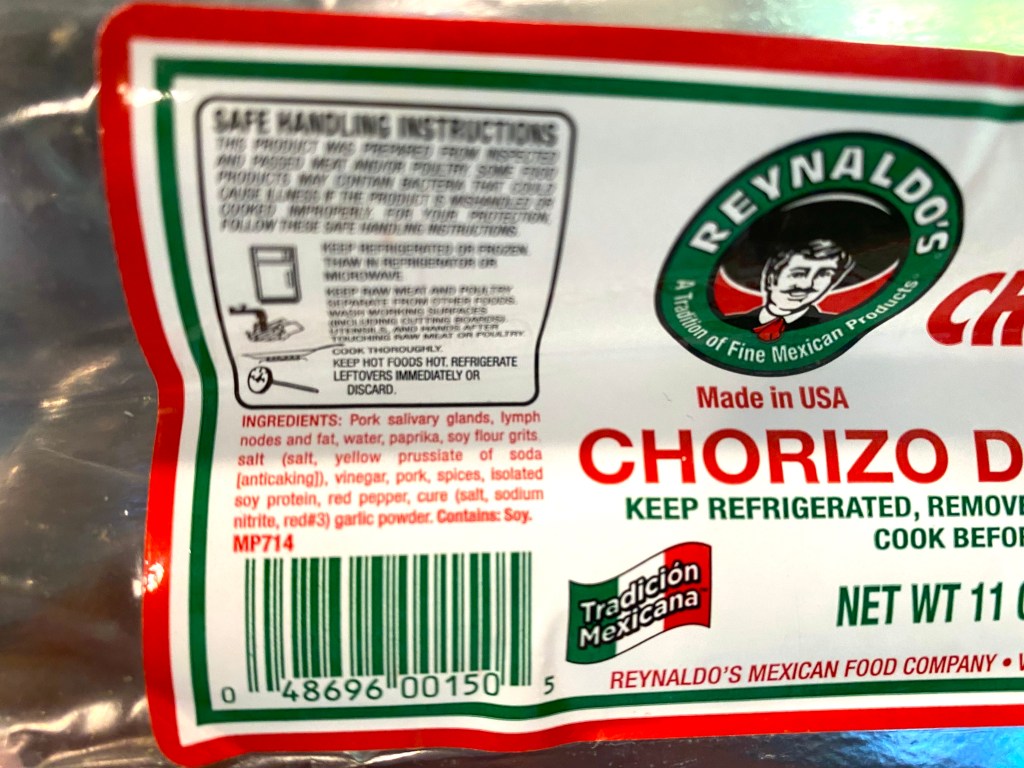 SAFE HANDLING INSTRUCTIONS
THIS PRODUCT WAS PREPARED FROM INSPECTED
AND PASSED MEAT AND/OR POULTRY. SOME FOOD
PRODUCTS MAY CONTAIN BACTERIA THAT COULD
CAUSE ILLNESS IF THE PRODUCT IS MISHANDLED OR
COOKED IMPROPERLY. FOR YOUR PROTECTION,
FOLLOW THESE SAFE HANDLING INSTRUCTIONS.
KEEP REFRIGERATED OR FROZEN.
THAW IN REFRIGERATOR OR
MICROWAVE.
KEEP RAW MEAT AND POULTRY
SEPARATE FROM OTHER FOODS.
WASH WORKING SURFACES
(INCLUDING CUTTING BOARDS),
UTENSILS, AND HANDS AFTER
TOUCHING RAW MEAT OR POULTRY.
COOK THOROUGHLY.
KEEP HOT FOODS HOT. REFRIGERATE
LEFTOVERS IMMEDIATELY OR
DISCARD.
INGREDIENTS: Pork salivary glands, lymph
nodes and fat, water, paprika, soy flour grits
salt (salt, yellow prussiate of soda
[anticaking]), vinegar, pork, spices, isolated
soy protein, red pepper, cure (salt, sodium
nitrite, red#3) garlic powder. Contains: Soy.
MP714
0 48696 00150 5
REYNALDO'S
A Tradition of Fine Mexican Products
CH
Made in USA
CHORIZO D
KEEP REFRIGERATED, REMOVE
COOK BEFO
Tradición
Mexicana™
NET WT 11
REYNALDO'S MEXICAN FOOD COMPANY •